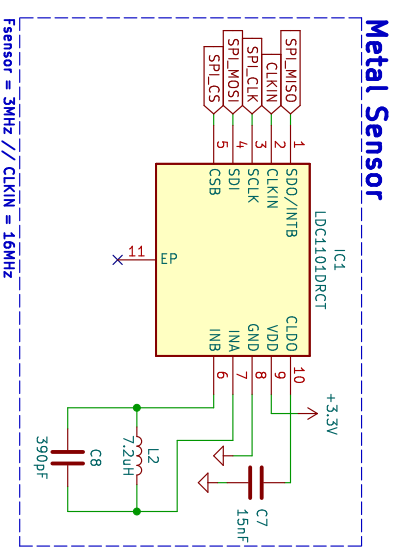 Metal Sensor
SPI_MISO
CLKIN
SPI_CLK
SPI_MOSI
SPI_CS
1
2
3
4
5
SDO/INTB
CLKIN
SCLK
SDI
CSB
IC1
LDC1101DRCT
11
EP
CLDO
VDD
GND
INA
INB
10
9
8
7
6
+3.3V
L2
7.2uH
C8
390pF
C7
15nF
Fsensor = 3MHz // CLKIN = 16MHz